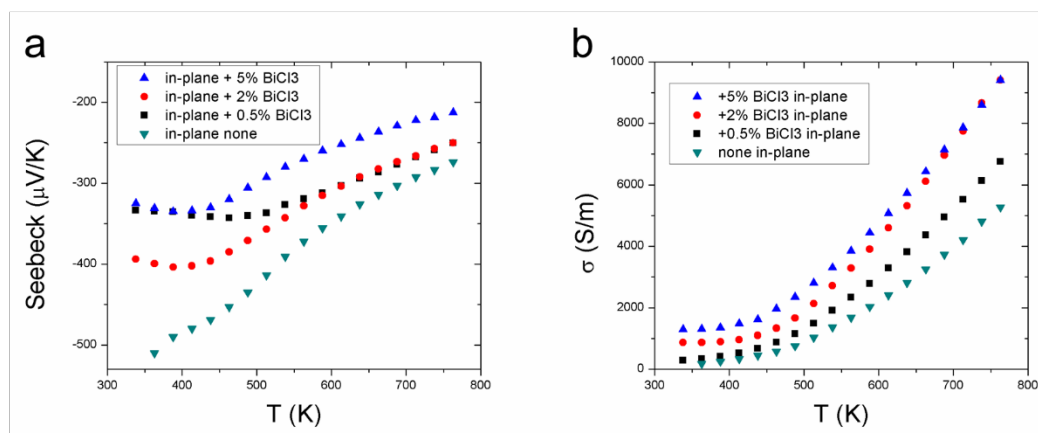 a
in-plane + 5% BiCl3
in-plane + 2% BiCl3
in-plane + 0.5% BiCl3
in-plane none
-200
-300
-400
-500
Seebeck (μV/K)
300 400 500 600 700 800
T (K)
b
+5% BiCl3 in-plane
+2% BiCl3 in-plane
+0.5% BiCl3 in-plane
none in-plane
10000
8000
6000
4000
2000
0
σ (S/m)
300 400 500 600 700 800
T (K)